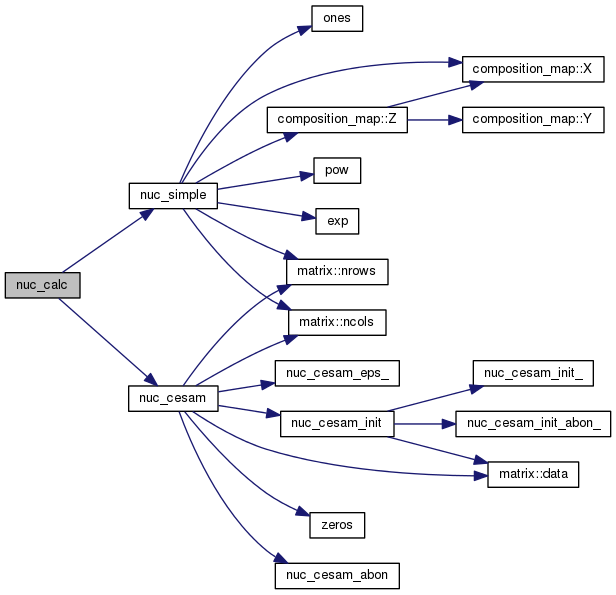 ones
composition_map::X
composition_map::Z
composition_map::Y
pow
nuc_simple
exp
matrix::nrows
nuc_calc
matrix::ncols
nuc_cesam_eps_
nuc_cesam_init_
nuc_cesam
nuc_cesam_init
nuc_cesam_init_abon_
matrix::data
zeros
nuc_cesam_abon